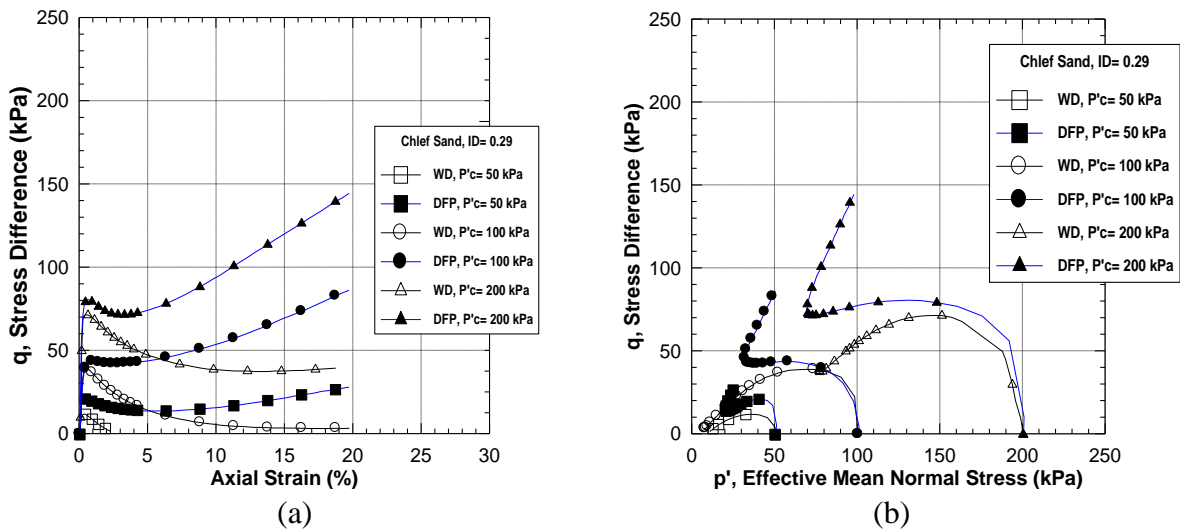 250
200
150
100
50
0
q, Stress Difference (kPa)
0 5 10 15 20 25 30
Axial Strain (%)
Chlef Sand, ID= 0.29
WD, P'c= 50 kPa
DFP, P'c= 50 kPa
WD, P'c= 100 kPa
DFP, P'c= 100 kPa
WD, P'c= 200 kPa
DFP, P'c= 200 kPa
(a)
250
200
150
100
50
0
q, Stress Difference (kPa)
0 50 100 150 200 250
p', Effective Mean Normal Stress (kPa)
Chlef Sand, ID= 0.29
WD, P'c= 50 kPa
DFP, P'c= 50 kPa
WD, P'c= 100 kPa
DFP, P'c= 100 kPa
WD, P'c= 200 kPa
DFP, P'c= 200 kPa
(b)